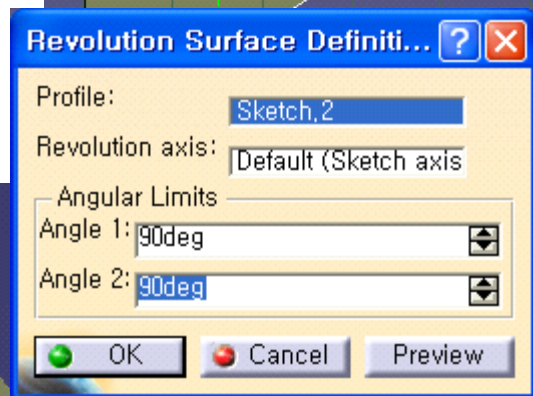 Revolution Surface Definiti...
Profile: Sketch,2
Revolution axis: Default (Sketch axis
Angular Limits
Angle 1: 90deg
Angle 2: 90deg
OK Cancel Preview